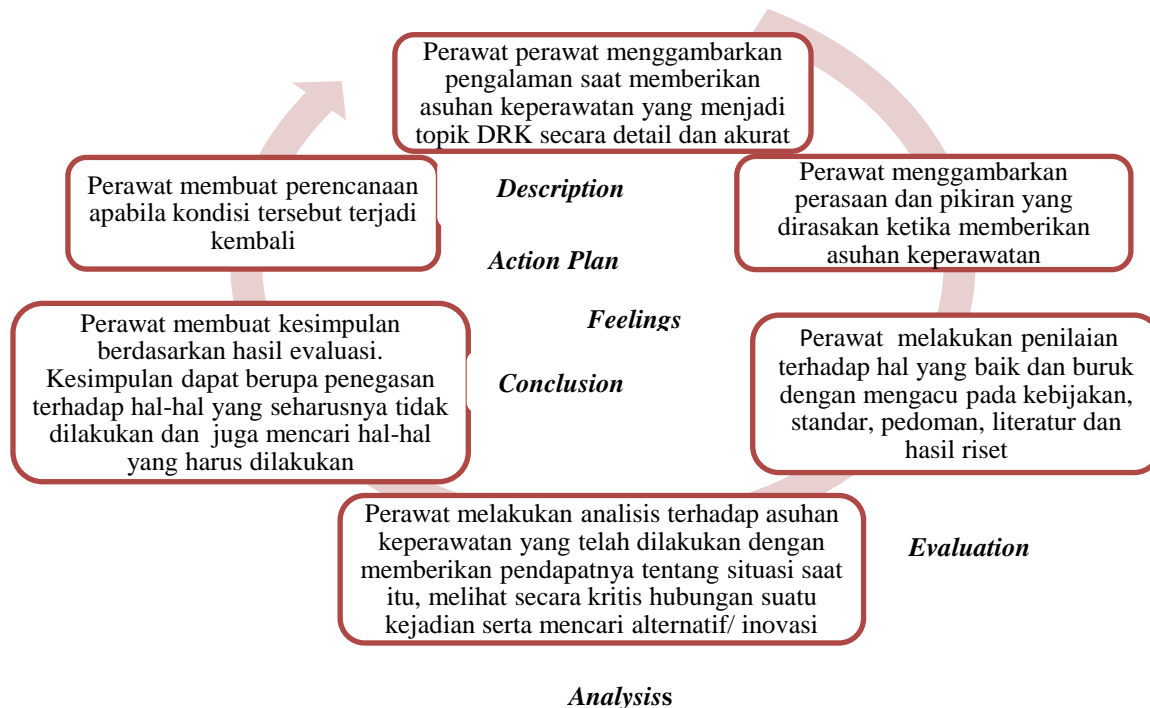 Perawat perawat menggambarkan
pengalaman saat memberikan
asuhan keperawatan yang menjadi
topik DRK secara detail dan akurat
Description
Perawat menggambarkan
perasaan dan pikiran yang
dirasakan ketika memberikan
asuhan keperawatan
Feelings
Perawat melakukan penilaian
terhadap hal yang baik dan buruk
dengan mengacu pada kebijakan,
standar, pedoman, literatur dan
hasil riset
Evaluation
Perawat melakukan analisis terhadap asuhan
keperawatan yang telah dilakukan dengan
memberikan pendapatnya tentang situasi saat
itu, melihat secara kritis hubungan suatu
kejadian serta mencari alternatif/ inovasi
Analysiss
Perawat membuat kesimpulan
berdasarkan hasil evaluasi.
Kesimpulan dapat berupa penegasan
terhadap hal-hal yang seharusnya tidak
dilakukan dan juga mencari hal-hal
yang harus dilakukan
Conclusion
Perawat membuat perencanaan
apabila kondisi tersebut terjadi
kembali
Action Plan